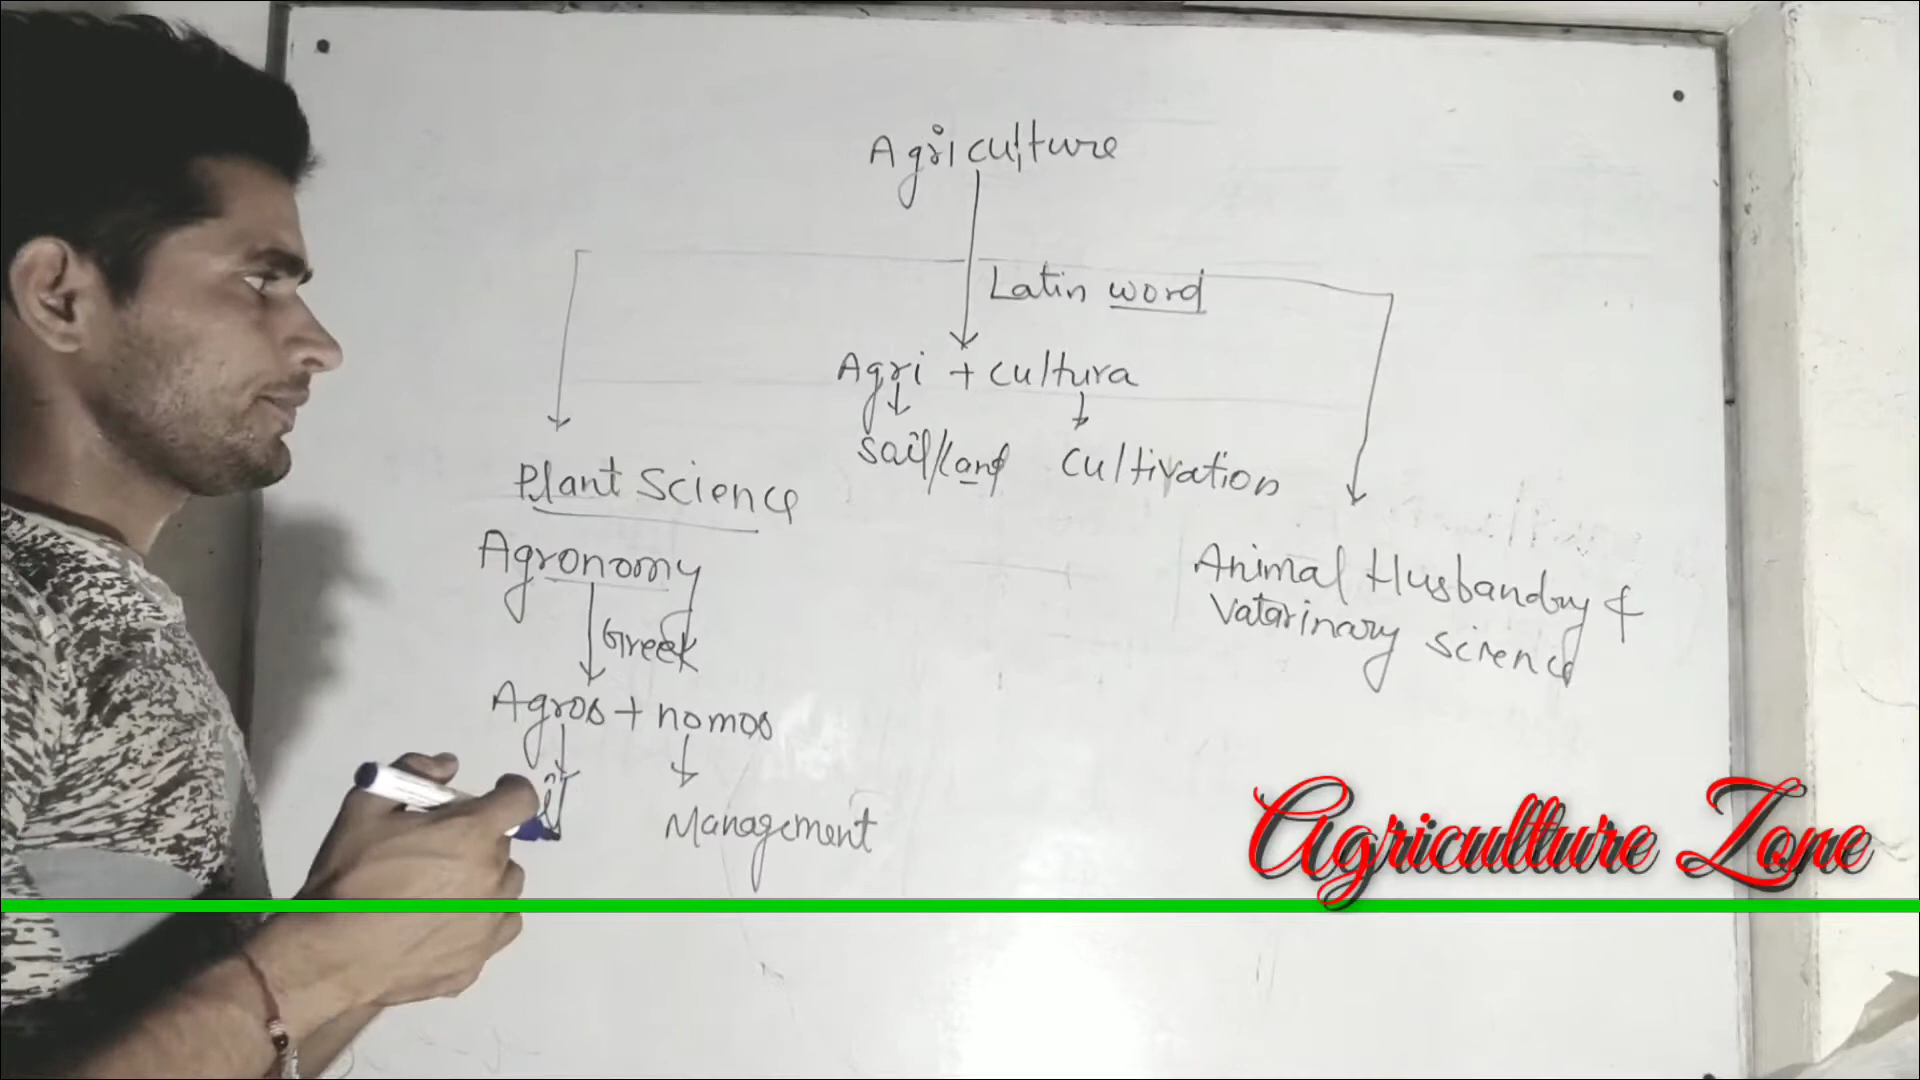 Agriculture
Latin word
Agri + cultura
soil/land cultivation
Plant Science
Agronomy
Greek
Agros + nomos
Management
Animal Husbandry &
Vatarinary science
Agriculture Zone